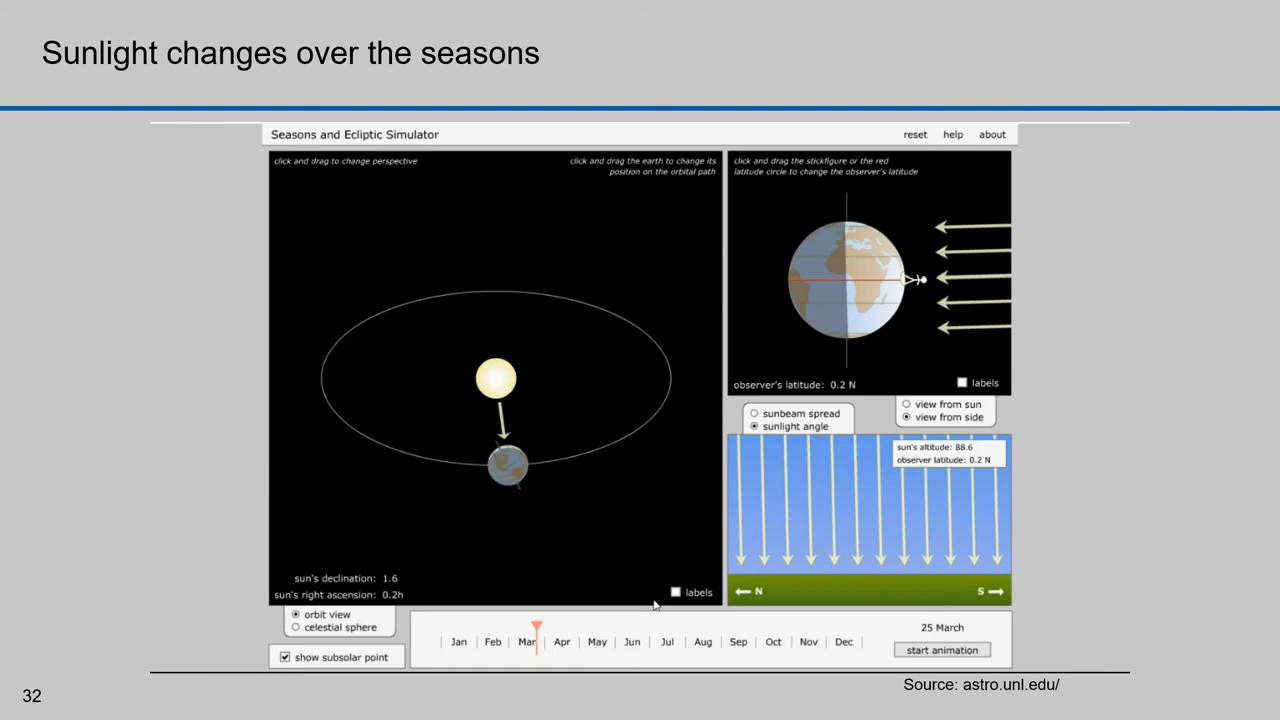 Sunlight changes over the seasons
Seasons and Ecliptic Simulator
reset help about
click and drag to change perspective
click and drag the earth to change its
position on the orbital path
click and drag the stickfigure or the red
latitude circle to change the observer's latitude
observer's latitude: 0.2 N
labels
view from sun
view from side
sunbeam spread
sunlight angle
sun's altitude: 88.6
observer latitude: 0.2 N
N
S
sun's declination: 1.6
sun's right ascension: 0.2h
labels
orbit view
celestial sphere
show subsolar point
Jan Feb Mar Apr May Jun Jul Aug Sep Oct Nov Dec
25 March
start animation
Source: astro.unl.edu/
32